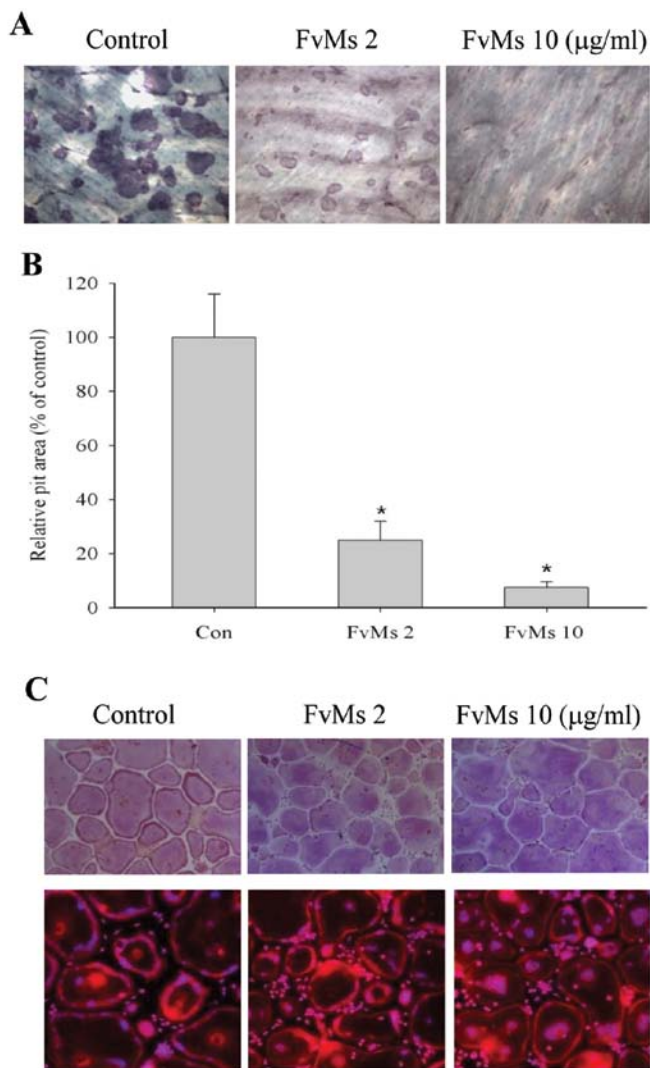 A
Control FvMs 2 FvMs 10 (µg/ml)
B
Relative pit area (% of control)
120
100
80
60
40
20
0
*
*
Con FvMs 2 FvMs 10
C
Control FvMs 2 FvMs 10 (µg/ml)